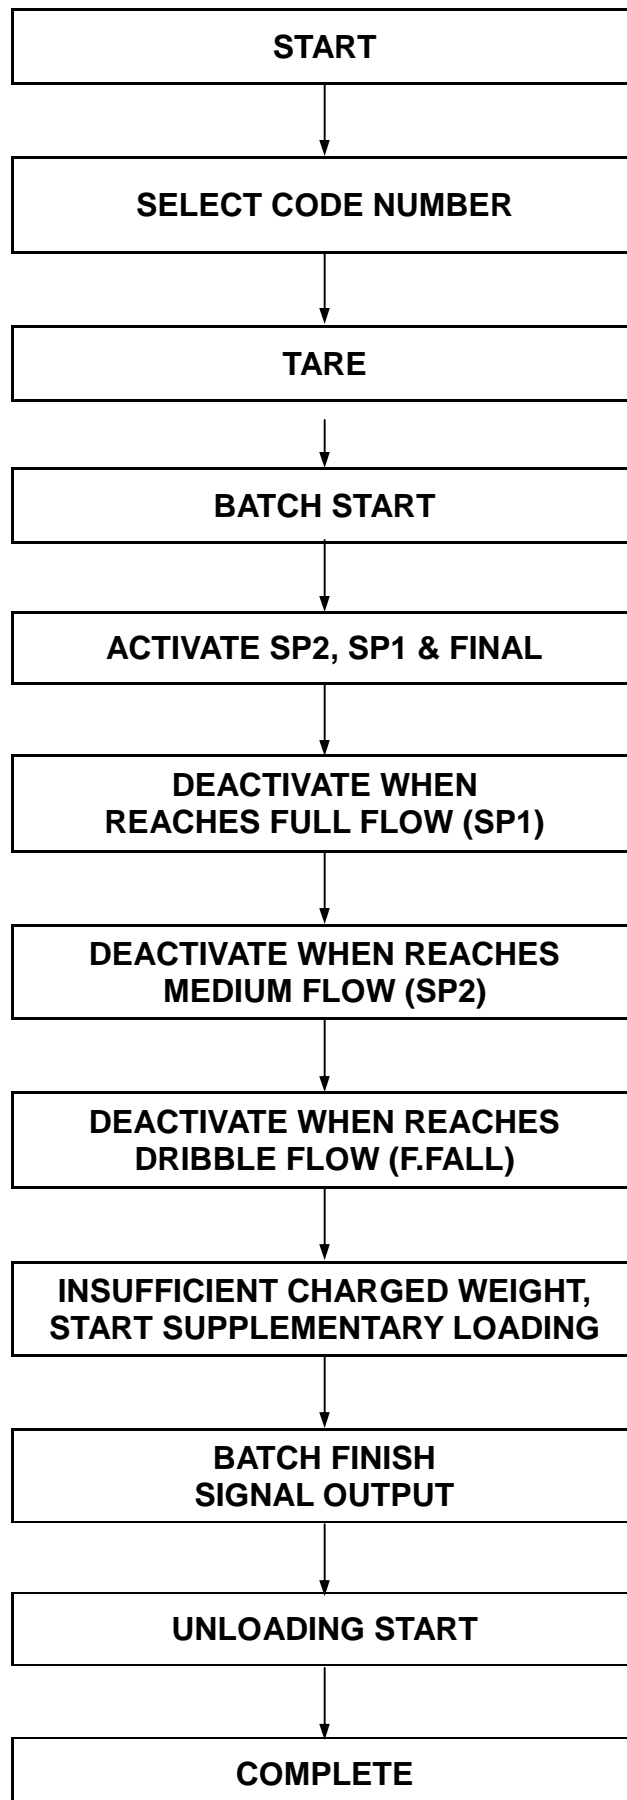 START
SELECT CODE NUMBER
TARE
BATCH START
ACTIVATE SP2, SP1 & FINAL
DEACTIVATE WHEN
REACHES FULL FLOW (SP1)
DEACTIVATE WHEN REACHES
MEDIUM FLOW (SP2)
DEACTIVATE WHEN REACHES
DRIBBLE FLOW (F.FALL)
INSUFFICIENT CHARGED WEIGHT,
START SUPPLEMENTARY LOADING
BATCH FINISH
SIGNAL OUTPUT
UNLOADING START
COMPLETE